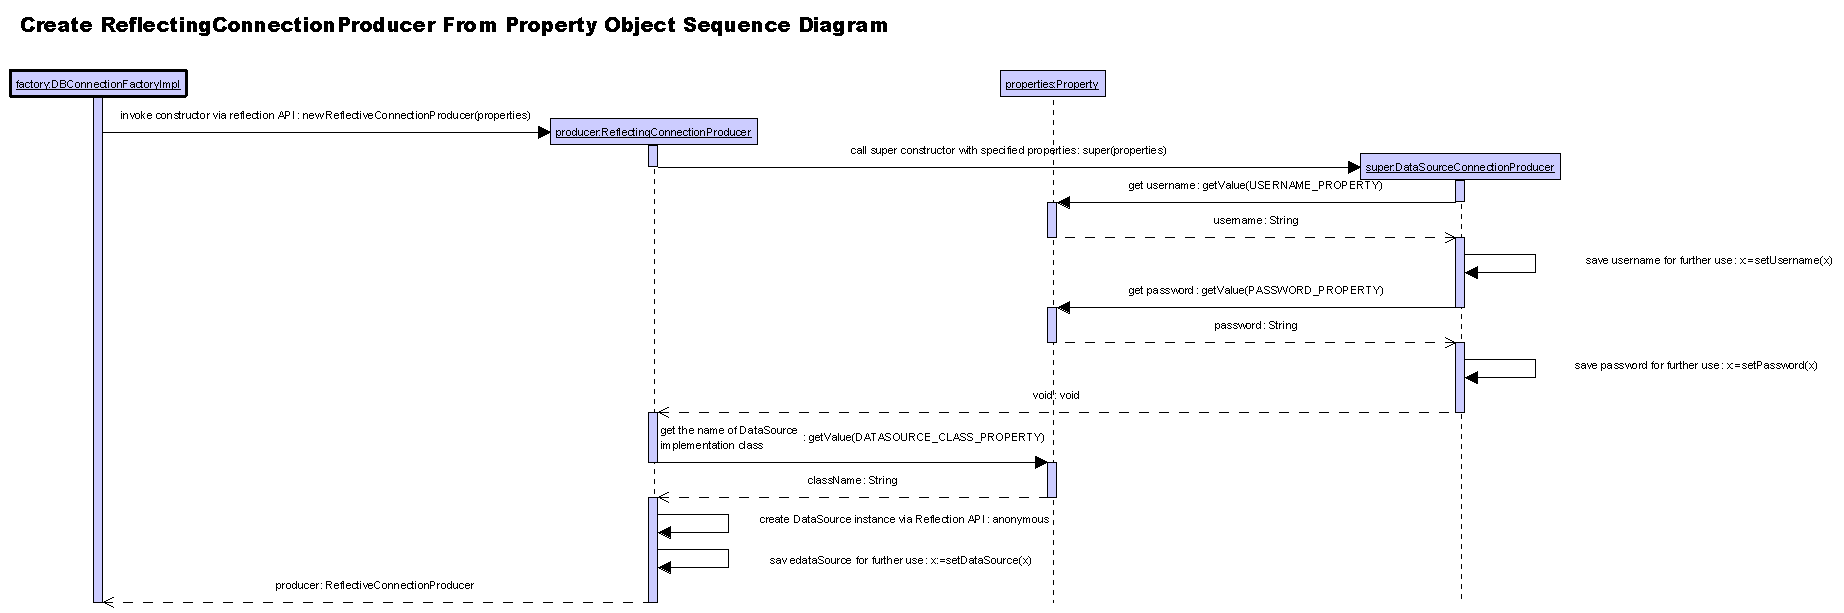 Create ReflectingConnectionProducer From Property Object Sequence Diagram
factory:DBConnectionFactoryImpl
properties:Property
invoke constructor via reflection API : new ReflectiveConnectionProducer(properties)
producer:ReflectingConnectionProducer
call super constructor with specified properties: super(properties)
super:DataSourceConnectionProducer
get username : getValue(USERNAME_PROPERTY)
username : String
save username for further use : x:=setUsername(x)
get password : getValue(PASSWORD_PROPERTY)
password : String
save password for further use : x:=setPassword(x)
void : void
get the name of DataSource
implementation class
: getValue(DATASOURCE_CLASS_PROPERTY)
className : String
create DataSource instance via Reflection API : anonymous
save dataSource for further use : x:=setDataSource(x)
producer : ReflectiveConnectionProducer